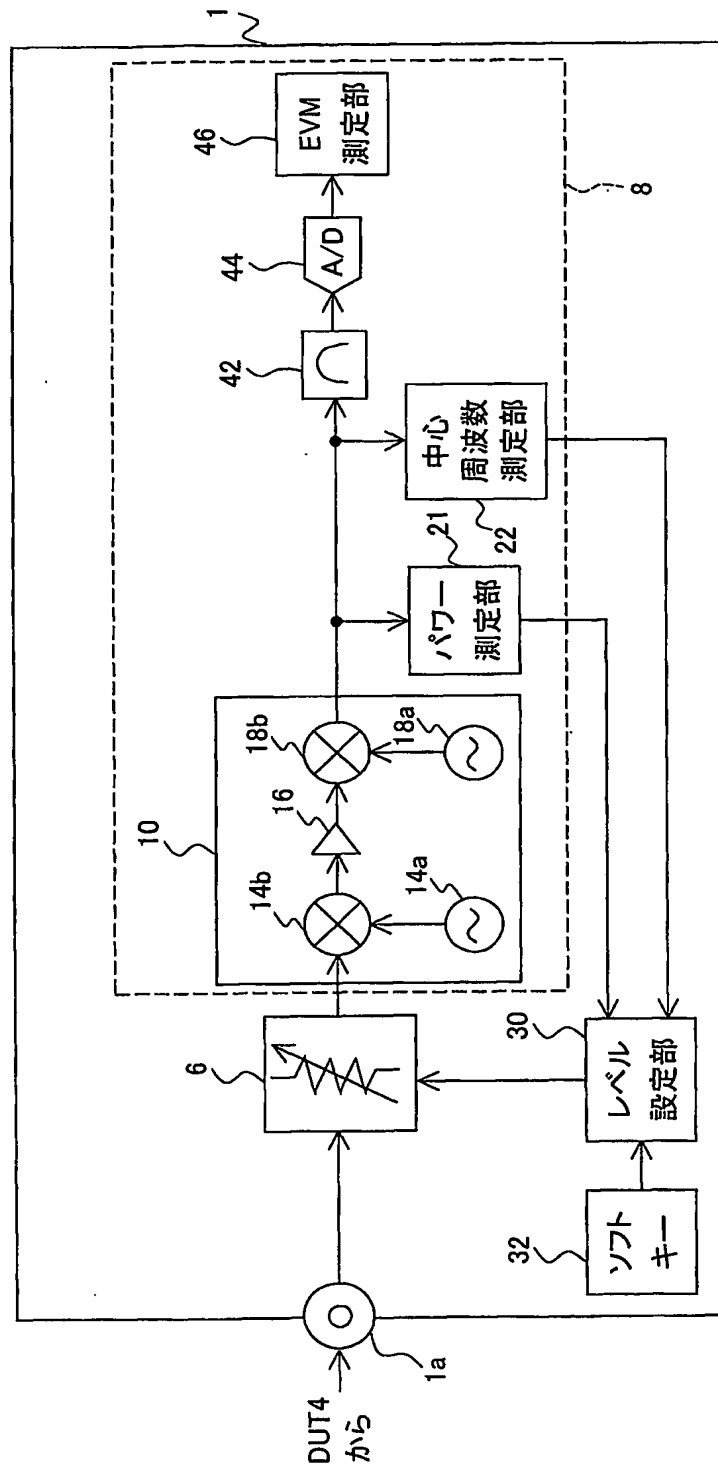 DUT4
から
1a
6
10
14b
14a
16
18b
18a
パワー
測定部
21
中心
周波数
測定部
22
42
A/D
44
EVM
測定部
46
8
1
レベル
設定部
30
ソフト
キー
32